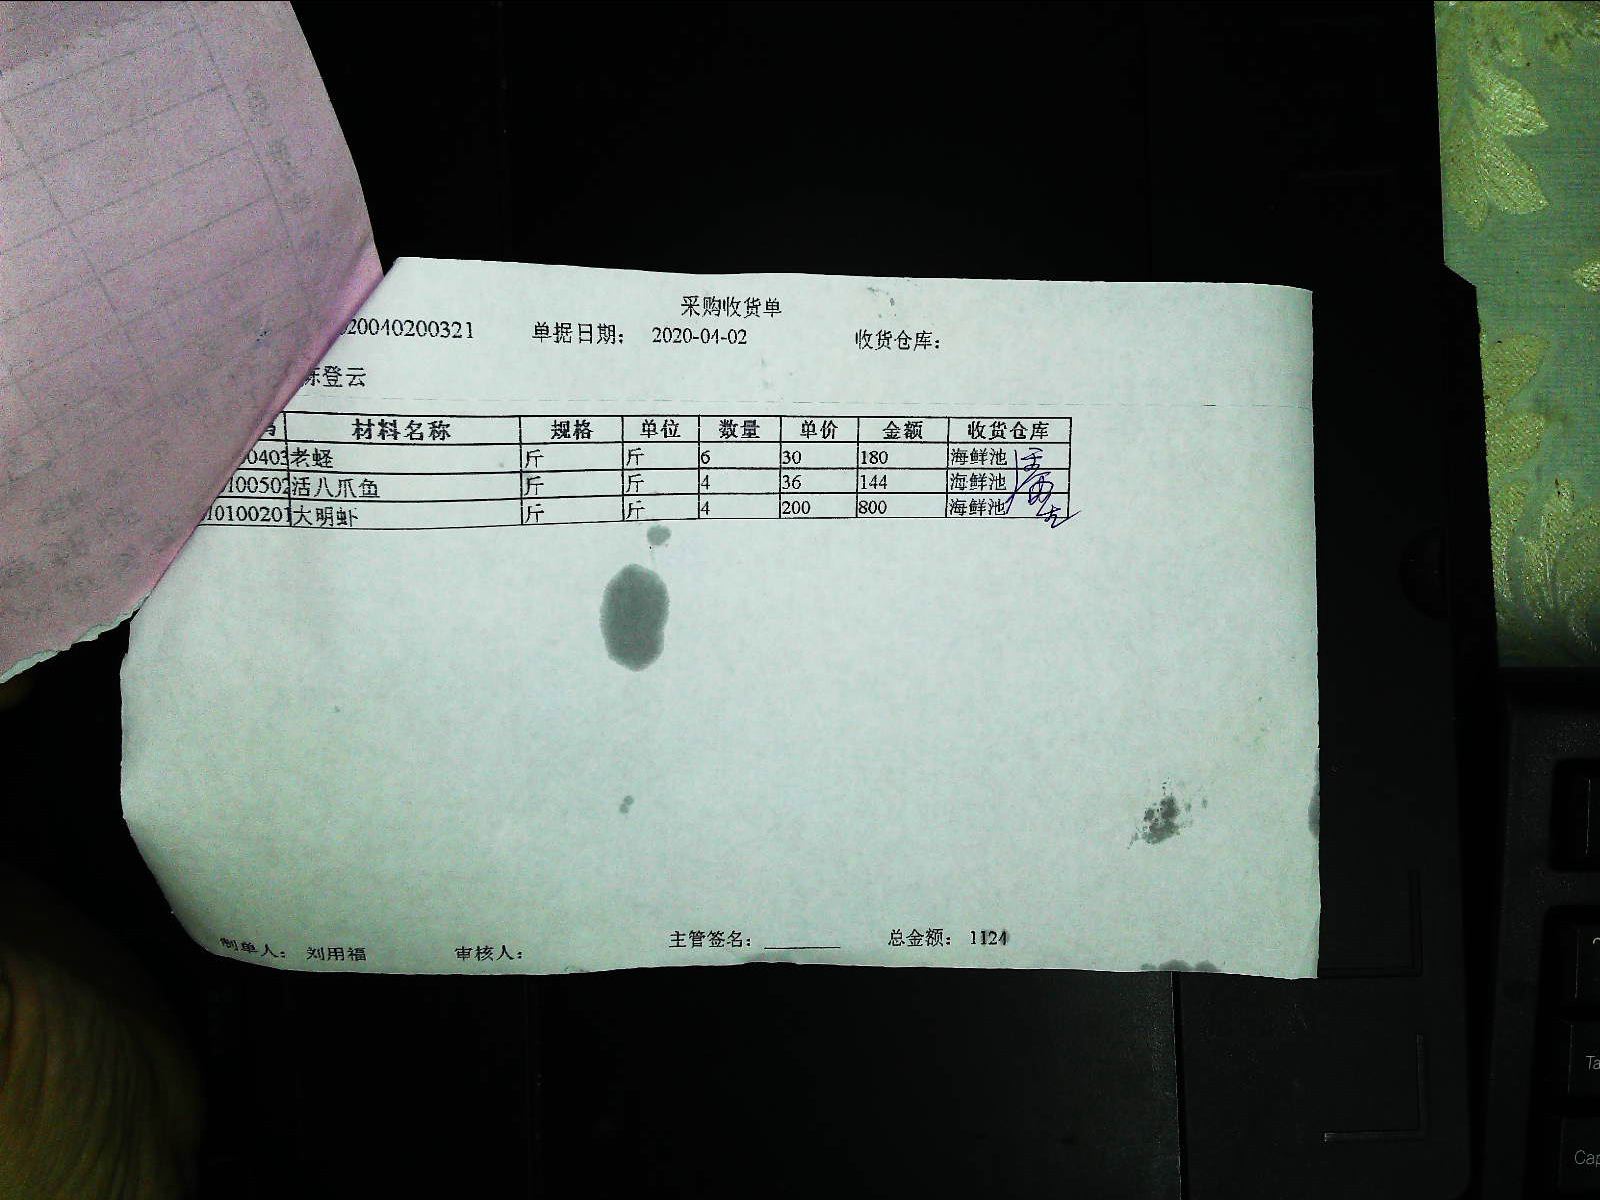 采购收货单
20040200321 单据日期： 2020-04-02 收货仓库：
陈登云
材料名称 规格 单位 数量 单价 金额 收货仓库
0403 老蛏 斤 斤 6 30 180 海鲜池
100502 活八爪鱼 斤 斤 4 36 144 海鲜池
10100201 大明虾 斤 斤 4 200 800 海鲜池
制单人： 刘用福 审核人： 主管签名： 总金额： 1124